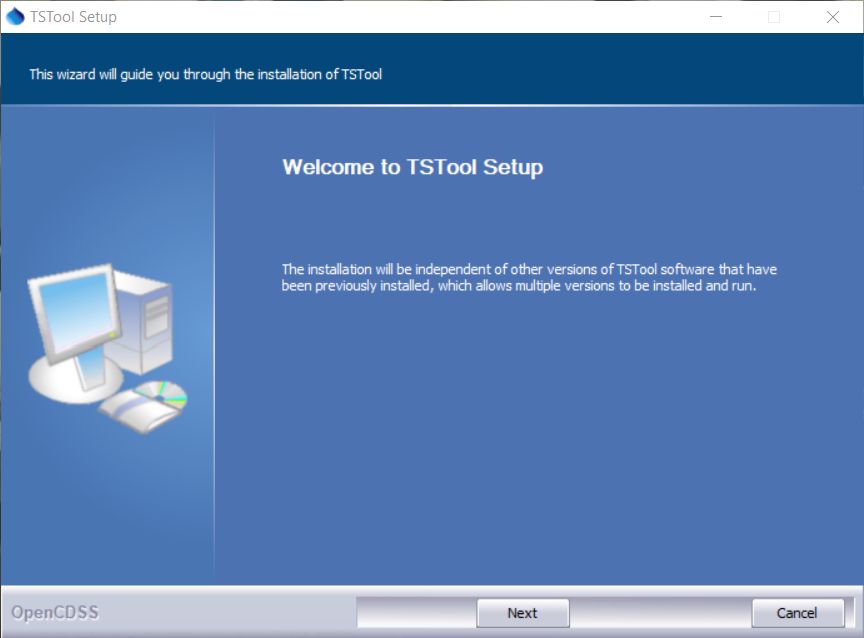 TSTool Setup
This wizard will guide you through the installation of TSTool
Welcome to TSTool Setup
The installation will be independent of other versions of TSTool software that have
been previously installed, which allows multiple versions to be installed and run.
OpenCDSS
Next
Cancel